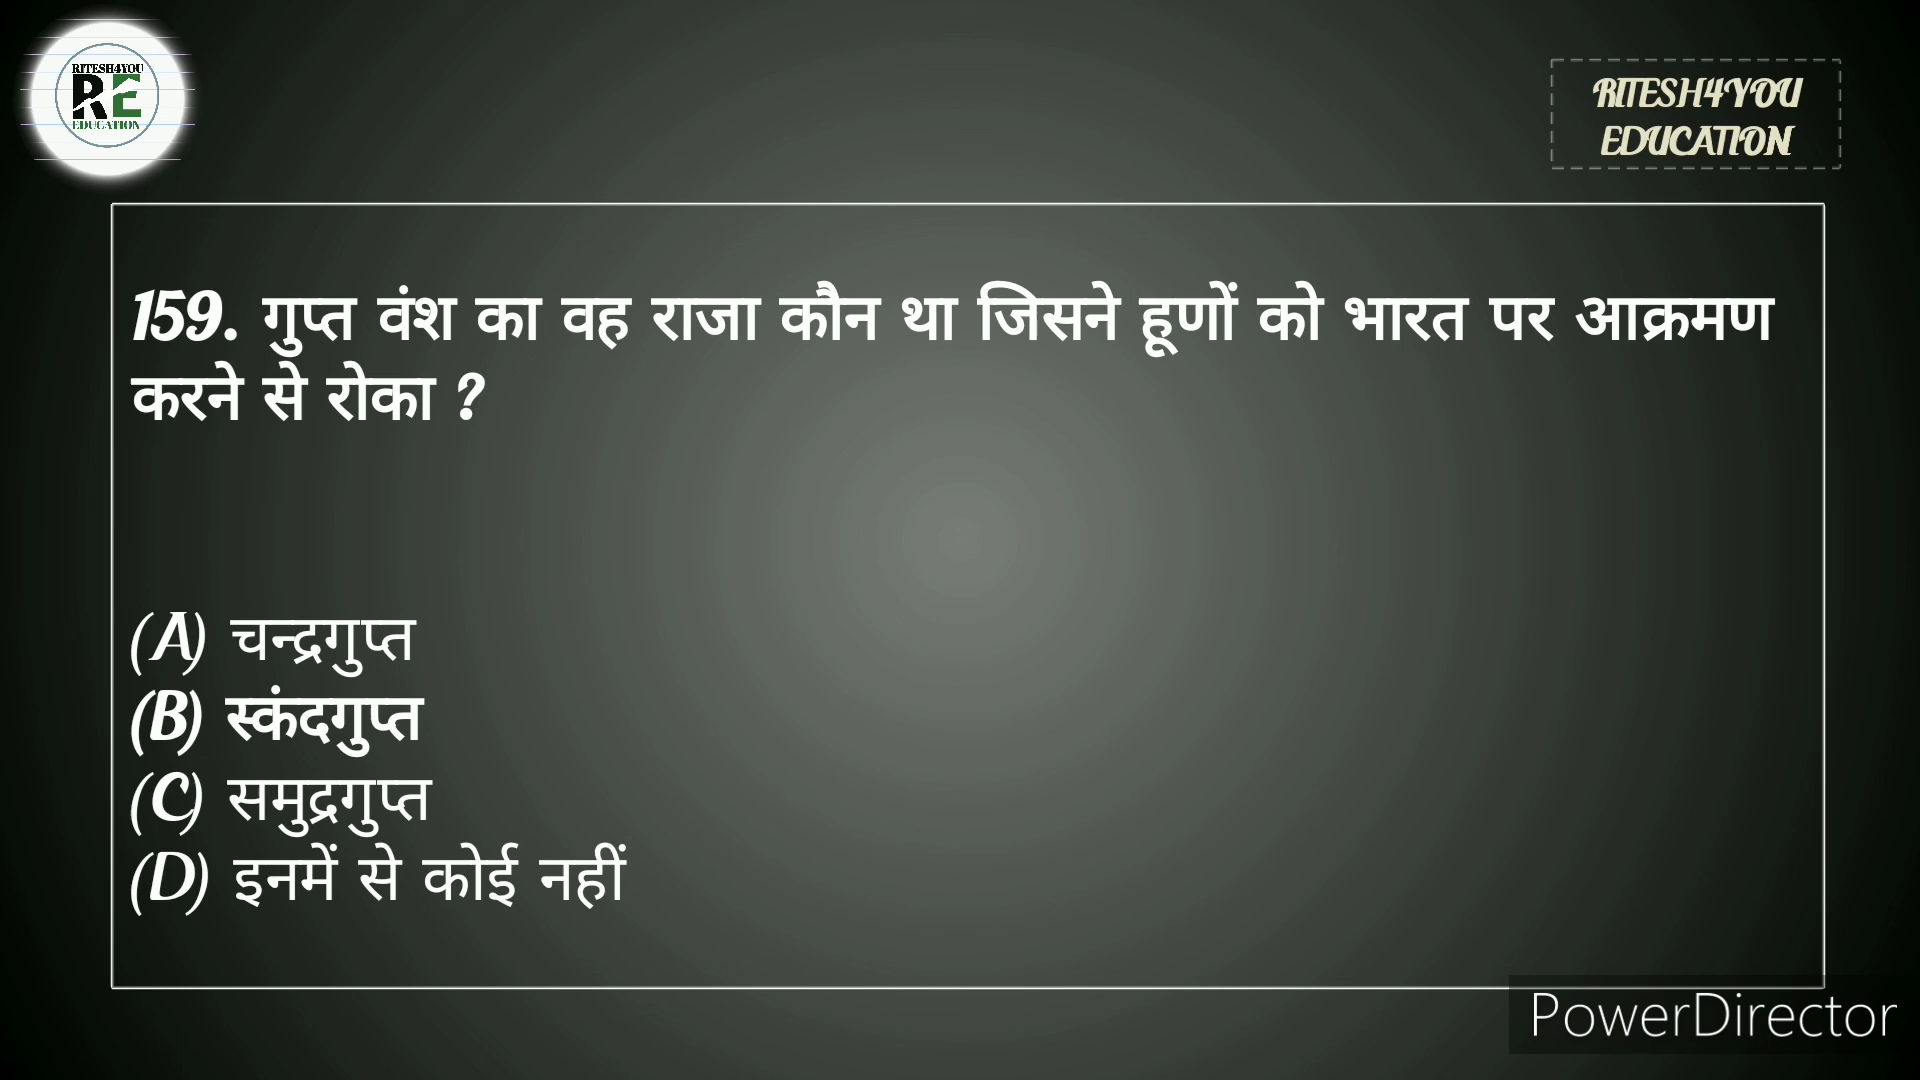 RITESH4YOU
RE
EDUCATION
RITESH4YOU
EDUCATION
159. गुप्त वंश का वह राजा कौन था जिसने हूणों को भारत पर आक्रमण
करने से रोका ?
(A) चन्द्रगुप्त
(B) स्कंदगुप्त
(C) समुद्रगुप्त
(D) इनमें से कोई नहीं
PowerDirector